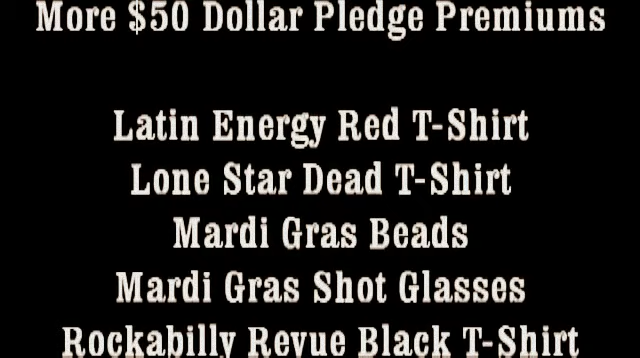 More $50 Dollar Pledge Premiums
Latin Energy Red T-Shirt
Lone Star Dead T-Shirt
Mardi Gras Beads
Mardi Gras Shot Glasses
Rockabilly Revue Black T-Shirt